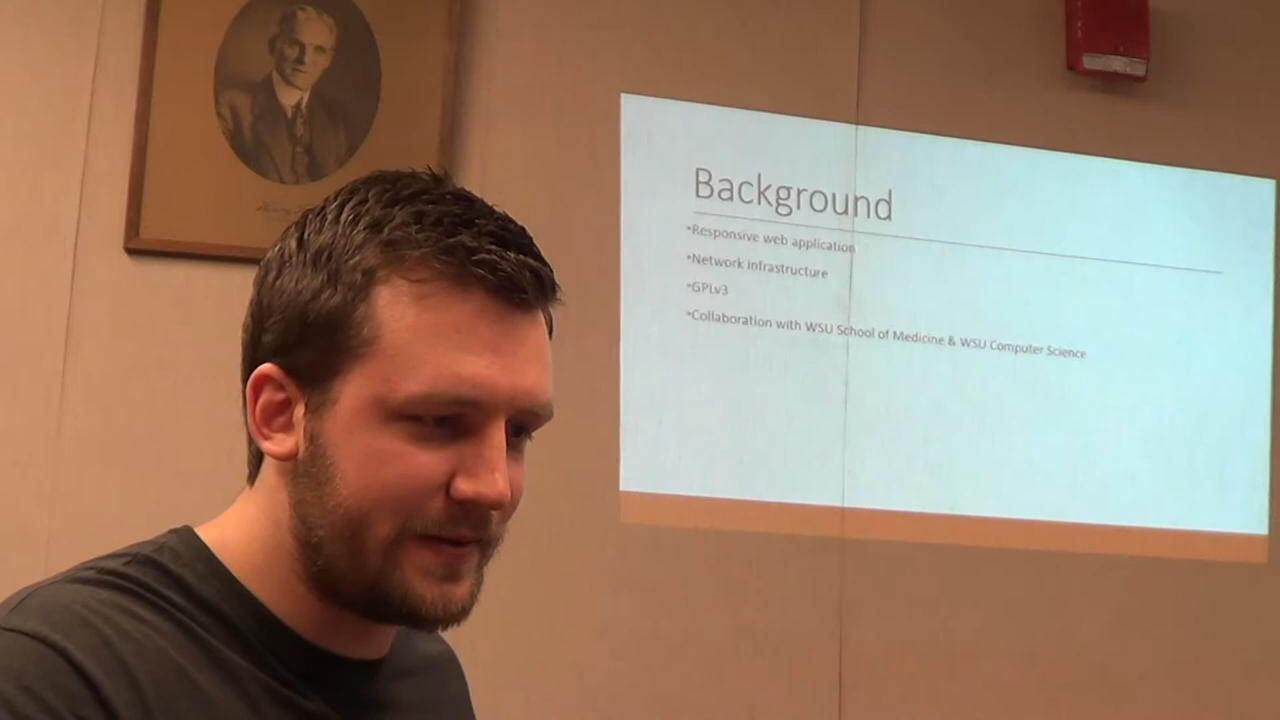 Background
*Responsive web application
*Network Infrastructure
*GPLv3
*Collaboration with WSU School of Medicine & WSU Computer Science